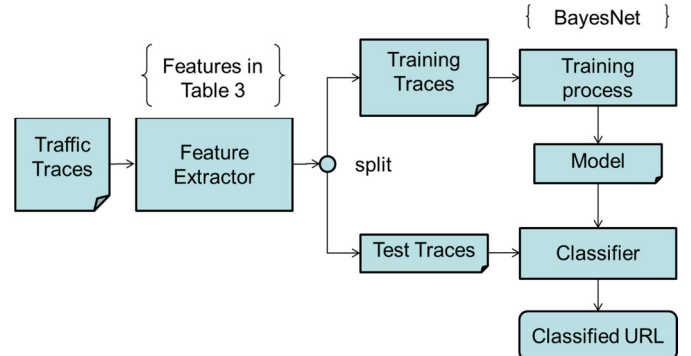 BayesNet
Features in
Table 3
Training
Traces
Training
process
Traffic
Traces
Feature
Extractor
split
Model
Test Traces
Classifier
Classified URL